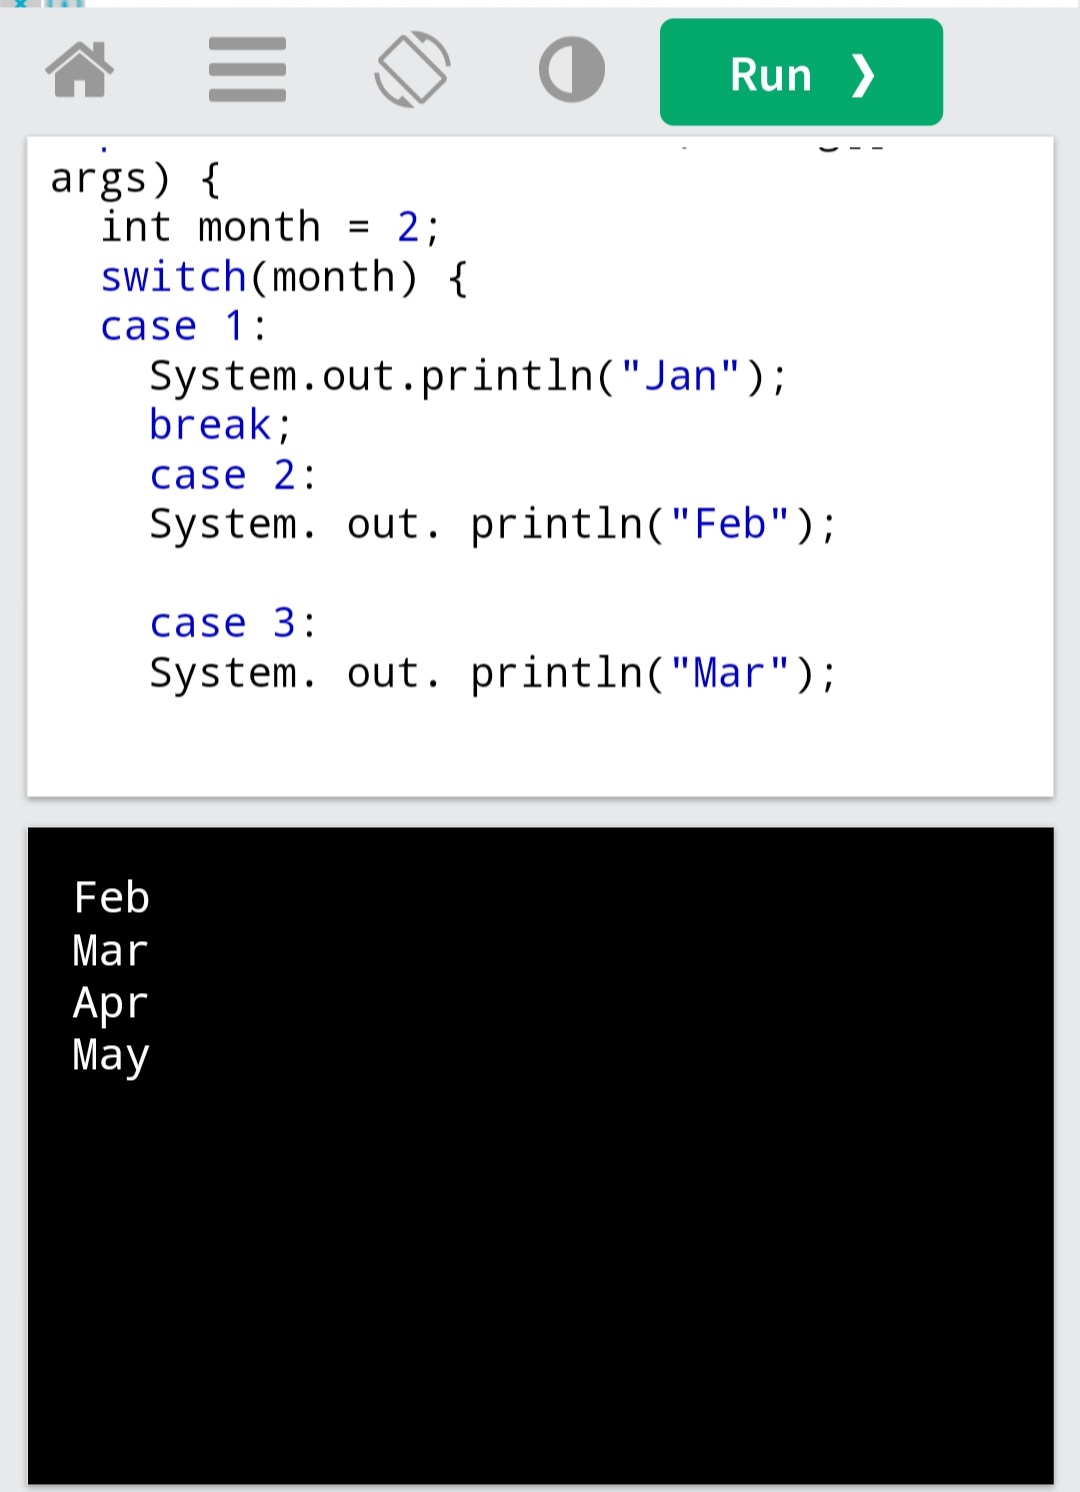 Run ❯
args) {
int month = 2;
switch(month) {
case 1:
System.out.println("Jan");
break;
case 2:
System. out. println("Feb");
case 3:
System. out. println("Mar");
Feb
Mar
Apr
May